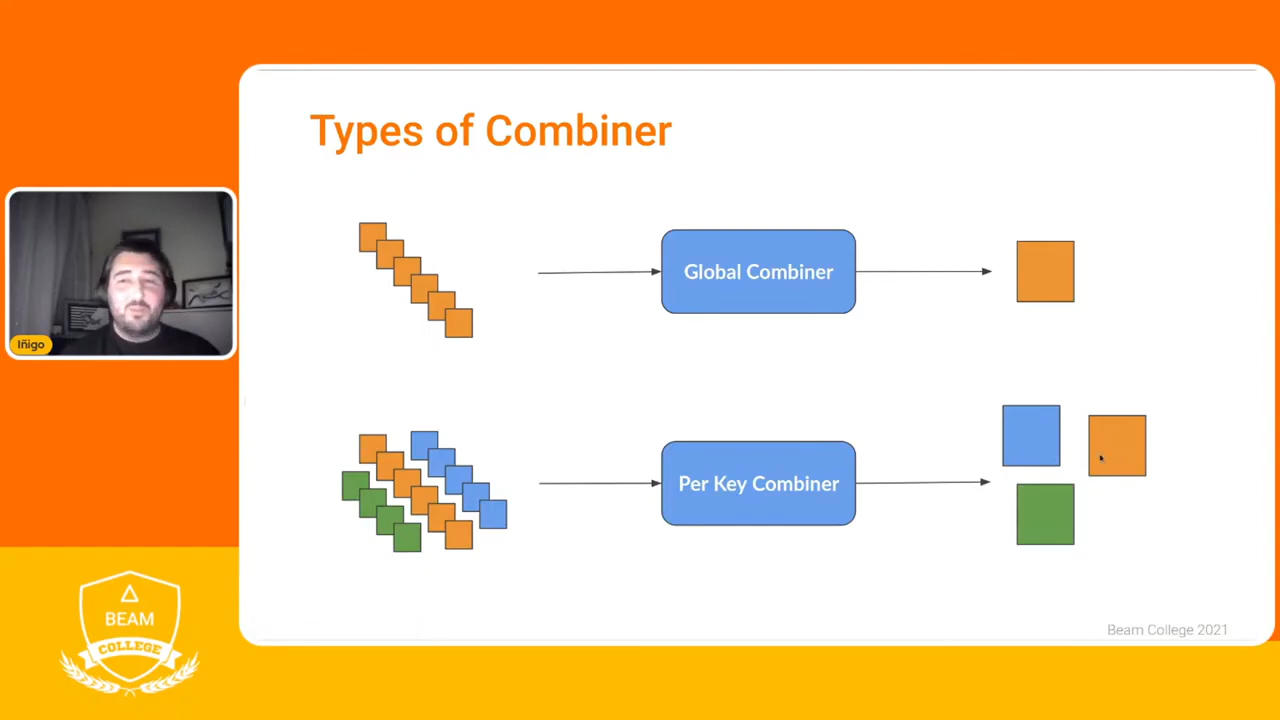 Types of Combiner
Global Combiner
Iñigo
Per Key Combiner
BEAM
COLLEGE
Beam College 2021